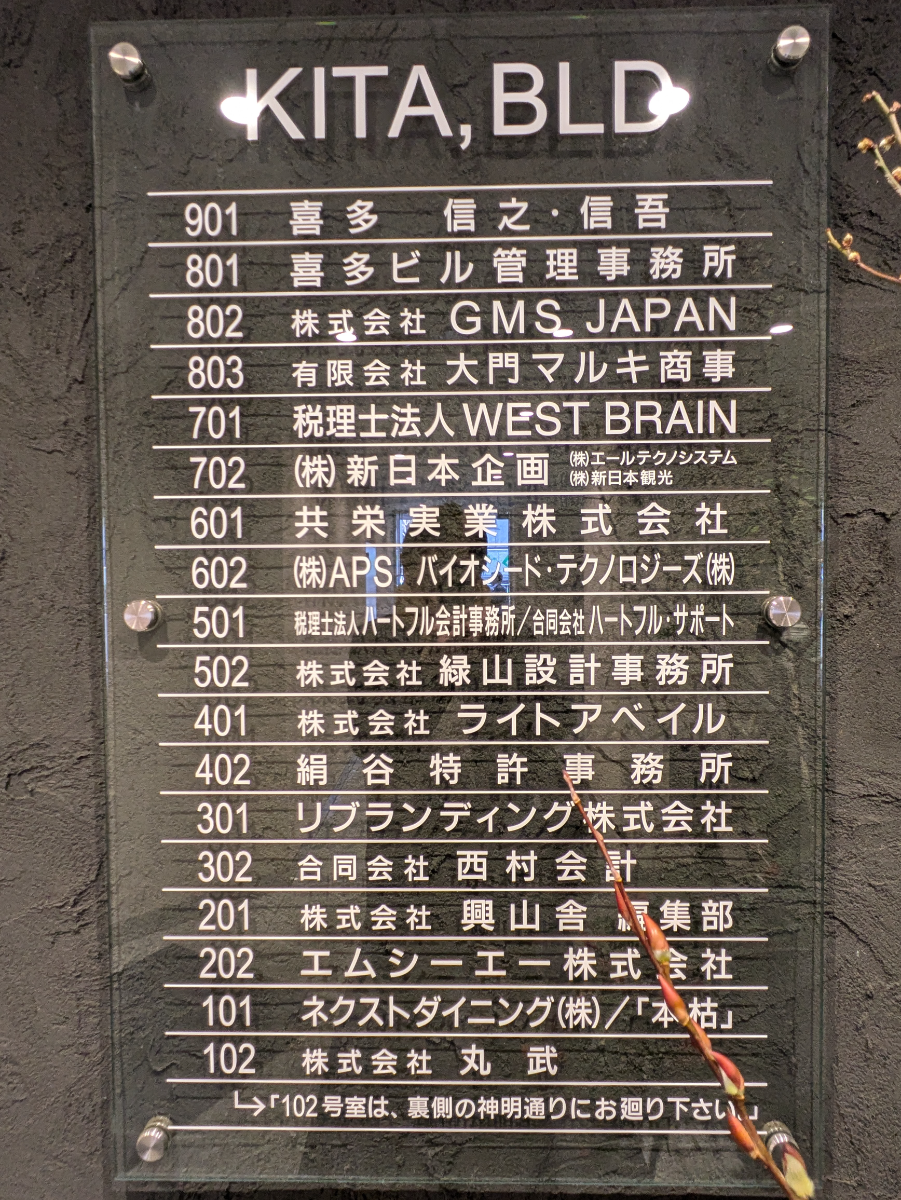 KITA, BLD
901 喜多 信之・信吾
801 喜多ビル管理事務所
802 株式会社 GMS JAPAN
803 有限会社 大門マルキ商事
701 税理士法人 WEST BRAIN
702 (株)新日本企画 (株)エールテクノシステム
(株)新日本観光
601 共栄実業株式会社
602 (株)APS・バイオシード・テクノロジーズ(株)
501 税理士法人ハートフル会計事務所/合同会社ハートフル・サポート
502 株式会社 緑山設計事務所
401 株式会社 ライトアベイル
402 絹谷特許事務所
301 リブランディング株式会社
302 合同会社 西村会計
201 株式会社 興山舎 編集部
202 エムシーエー株式会社
101 ネクストダイニング(株)/「本枯」
102 株式会社 丸武
↳『102号室は、裏側の神明通りにお廻り下さい。』